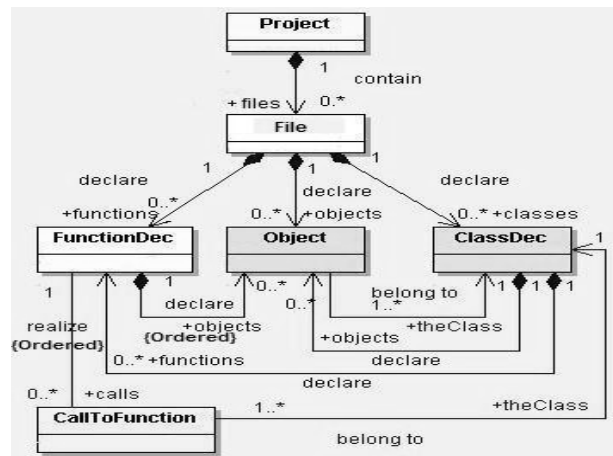 Project
1
contain
+ files 0..*
File
1 1 1
declare declare declare
0..*
+functions 0..* +objects 0..* +classes
FunctionDec Object ClassDec 1
1 1 0..* belong to 1 1 1
declare 0..* 1..*
realize +objects +theClass
{Ordered} {Ordered} +objects
0..* +functions declare
declare
0..* +calls
CallToFunction 1..* +theClass
belong to